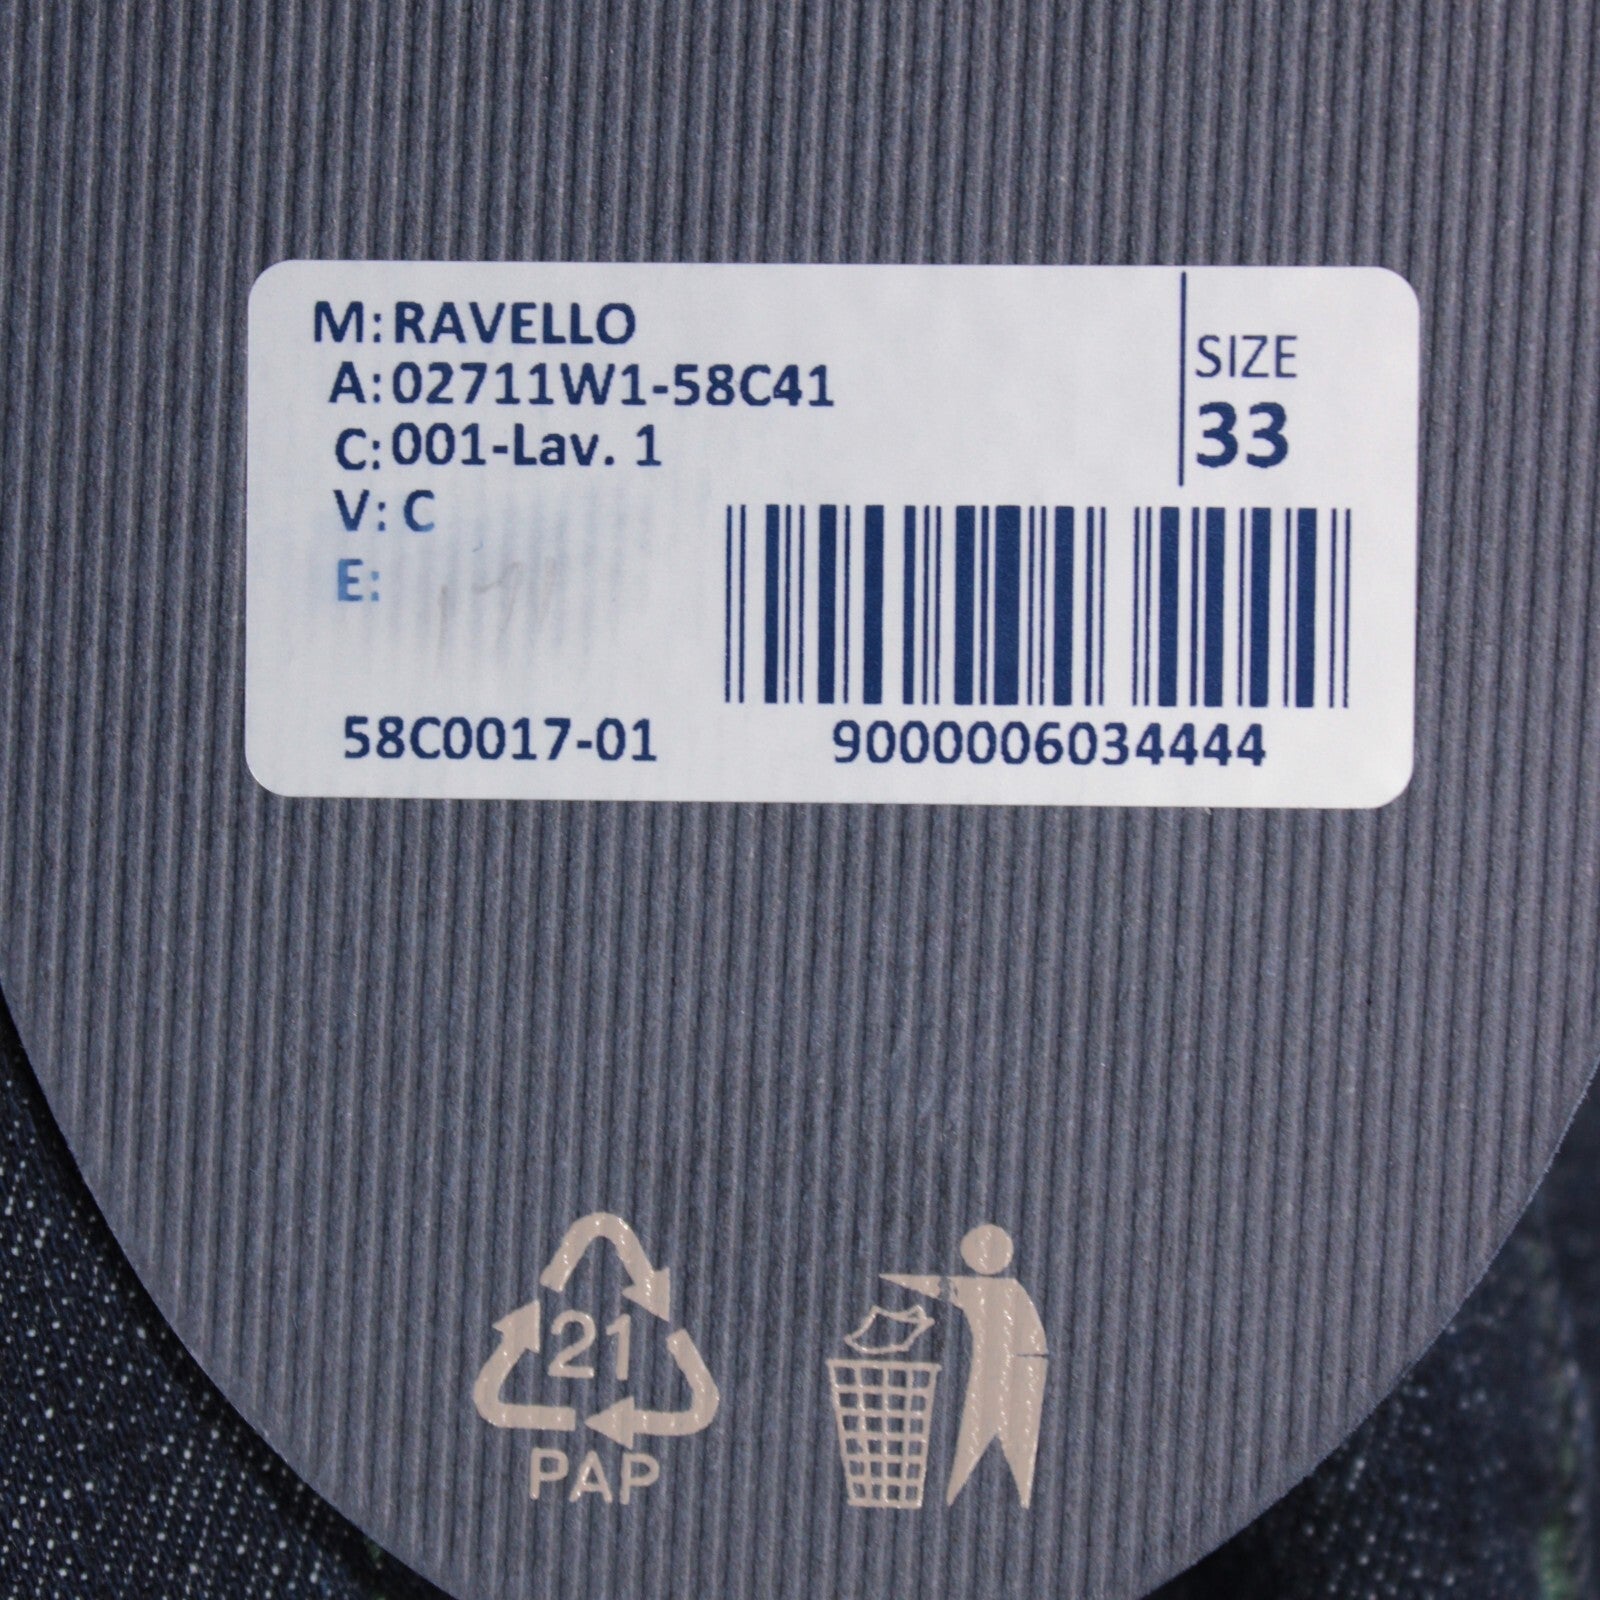 M: RAVELLO
A: 02711W1-58C41
C: 001-Lav. 1
V: C
E:
SIZE
33
58C0017-01
9000006034444
21
PAP